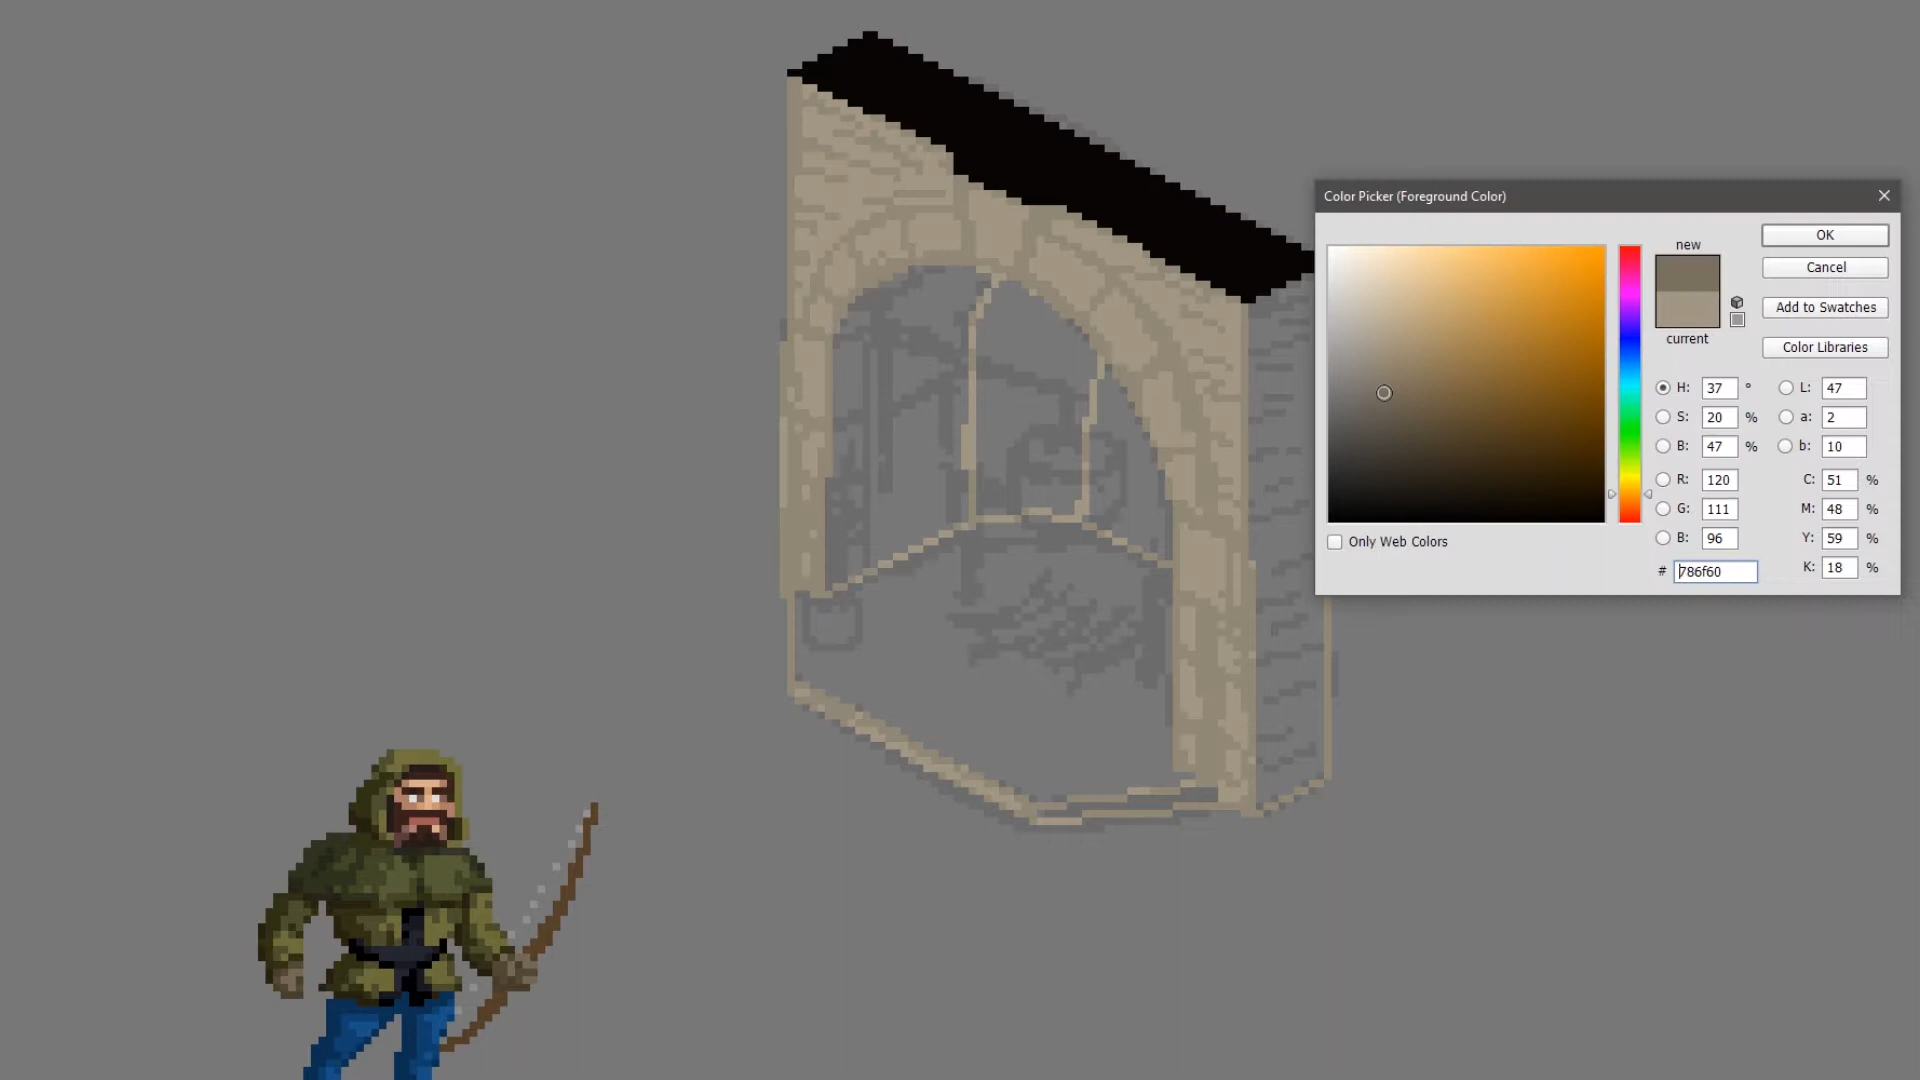 Color Picker (Foreground Color)
new
current
OK
Cancel
Add to Swatches
Color Libraries
H: 37 °
S: 20 %
B: 47 %
R: 120
G: 111
B: 96
# 786f60
L: 47
a: 2
b: 10
C: 51 %
M: 48 %
Y: 59 %
K: 18 %
Only Web Colors